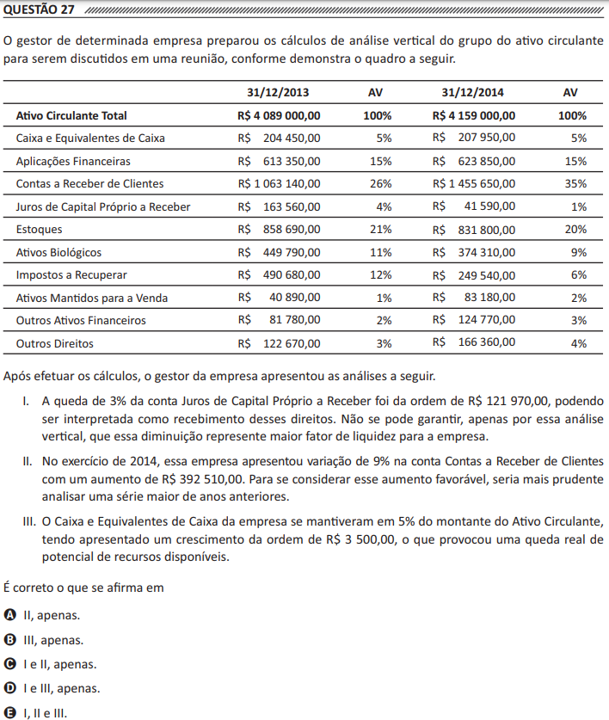 QUESTÃO 27
O gestor de determinada empresa preparou os cálculos de análise vertical do grupo do ativo circulante
para serem discutidos em uma reunião, conforme demonstra o quadro a seguir.
31/12/2013 AV 31/12/2014 AV
Ativo Circulante Total R$ 4 089 000,00 100% R$ 4 159 000,00 100%
Caixa e Equivalentes de Caixa R$ 204 450,00 5% R$ 207 950,00 5%
Aplicações Financeiras R$ 613 350,00 15% R$ 623 850,00 15%
Contas a Receber de Clientes R$ 1 063 140,00 26% R$ 1 455 650,00 35%
Juros de Capital Próprio a Receber R$ 163 560,00 4% R$ 41 590,00 1%
Estoques R$ 858 690,00 21% R$ 831 800,00 20%
Ativos Biológicos R$ 449 790,00 11% R$ 374 310,00 9%
Impostos a Recuperar R$ 490 680,00 12% R$ 249 540,00 6%
Ativos Mantidos para a Venda R$ 40 890,00 1% R$ 83 180,00 2%
Outros Ativos Financeiros R$ 81 780,00 2% R$ 124 770,00 3%
Outros Direitos R$ 122 670,00 3% R$ 166 360,00 4%
Após efetuar os cálculos, o gestor da empresa apresentou as análises a seguir.
I. A queda de 3% da conta Juros de Capital Próprio a Receber foi da ordem de R$ 121 970,00, podendo
ser interpretada como recebimento desses direitos. Não se pode garantir, apenas por essa análise
vertical, que essa diminuição represente maior fator de liquidez para a empresa.
II. No exercício de 2014, essa empresa apresentou variação de 9% na conta Contas a Receber de Clientes
com um aumento de R$ 392 510,00. Para se considerar esse aumento favorável, seria mais prudente
analisar uma série maior de anos anteriores.
III. O Caixa e Equivalentes de Caixa da empresa se mantiveram em 5% do montante do Ativo Circulante,
tendo apresentado um crescimento da ordem de R$ 3 500,00, o que provocou uma queda real de
potencial de recursos disponíveis.
É correto o que se afirma em
A II, apenas.
B III, apenas.
C I e II, apenas.
D I e III, apenas.
E I, II e III.